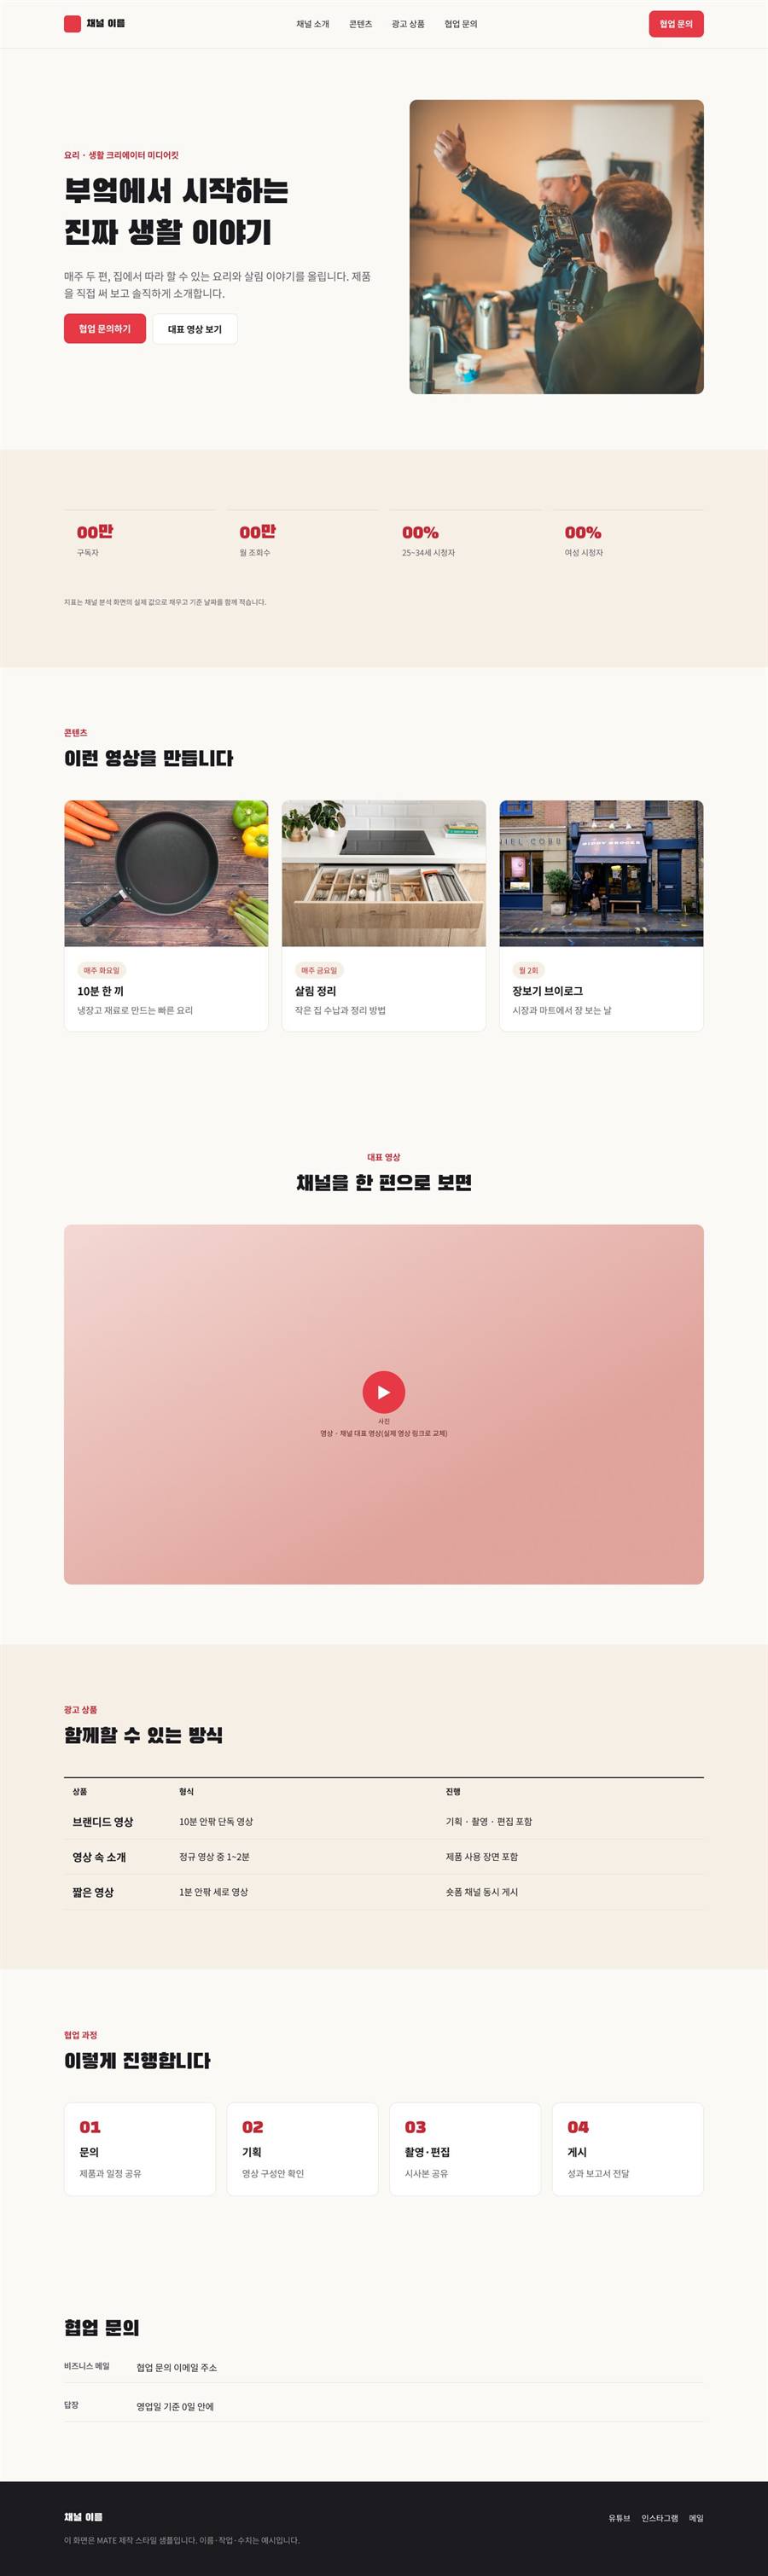 채널 이름
채널 소개
콘텐츠
광고 상품
협업 문의
협업 문의
요리 · 생활 크리에이터 미디어킷
부엌에서 시작하는
진짜 생활 이야기
매주 두 편, 집에서 따라 할 수 있는 요리와 살림 이야기를 올립니다. 제품
을 직접 써 보고 솔직하게 소개합니다.
협업 문의하기
대표 영상 보기
00만
구독자
00만
월 조회수
00%
25~34세 시청자
00%
여성 시청자
지표는 채널 분석 화면의 실제 값으로 채우고 기준 날짜를 함께 적습니다.
콘텐츠
이런 영상을 만듭니다
매주 화요일
10분 한 끼
냉장고 재료로 만드는 빠른 요리
매주 금요일
살림 정리
작은 집 수납과 정리 방법
월 2회
장보기 브이로그
시장과 마트에서 장 보는 날
대표 영상
채널을 한 편으로 보면
사진
영상 · 채널 대표 영상(실제 영상 링크로 교체)
광고 상품
함께할 수 있는 방식
상품
형식
진행
브랜디드 영상
10분 안팎 단독 영상
기획 · 촬영 · 편집 포함
영상 속 소개
정규 영상 중 1~2분
제품 사용 장면 포함
짧은 영상
1분 안팎 세로 영상
숏폼 채널 동시 게시
협업 과정
이렇게 진행합니다
01
문의
제품과 일정 공유
02
기획
영상 구성안 확인
03
촬영·편집
시사본 공유
04
게시
성과 보고서 전달
협업 문의
비즈니스 메일
협업 문의 이메일 주소
답장
영업일 기준 0일 안에
채널 이름
유튜브
인스타그램
메일
이 화면은 MATE 제작 스타일 샘플입니다. 이름·작업·수치는 예시입니다.